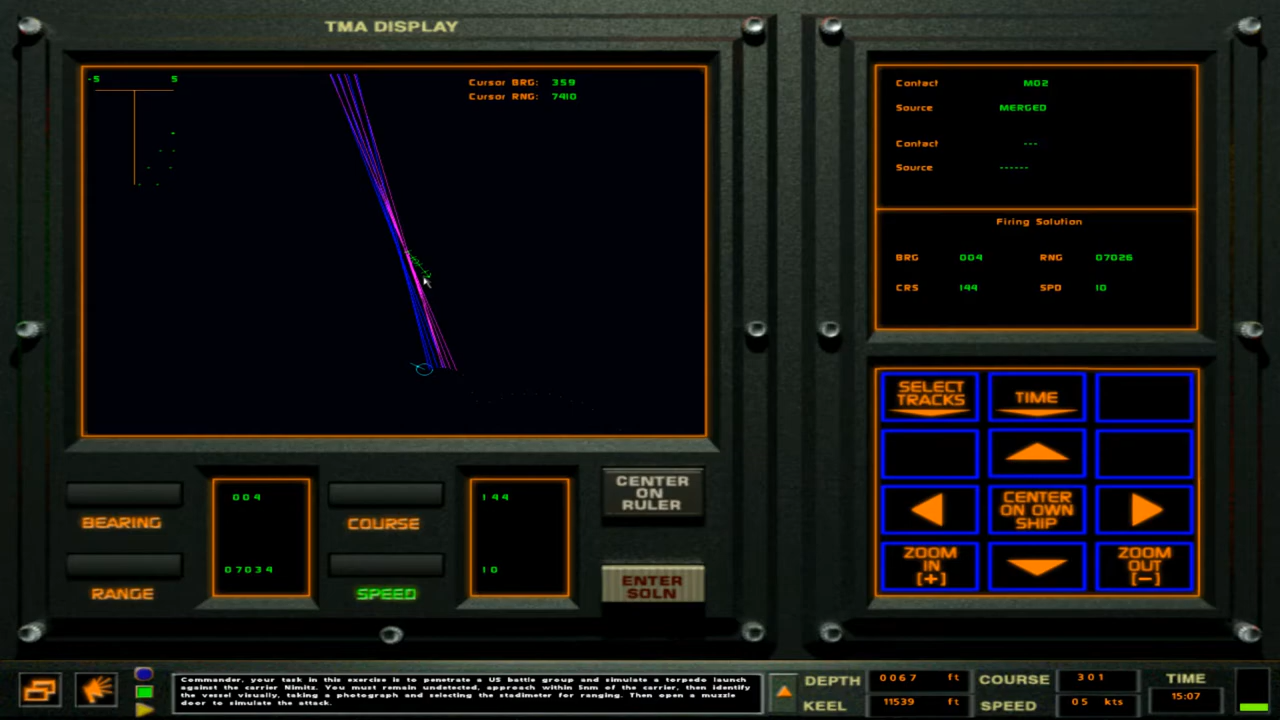 TMA DISPLAY
-5 5
Cursor BRG: 359
Cursor RNG: 7410
Contact M02
Source MERGED
Contact ---
Source ------
Firing Solution
BRG 004 RNG 07026
CRS 144 SPD 10
SELECT TRACKS
TIME
CENTER ON OWN SHIP
ZOOM IN [+]
ZOOM OUT [-]
004
07034
BEARING
RANGE
144
10
COURSE
SPEED
CENTER ON RULER
ENTER SOLN
Commander, your task in this exercise is to penetrate a US battle group and simulate a torpedo launch
against the carrier Nimitz. You must remain undetected, approach within 5nm of the carrier, then identify
the vessel visually, taking a photograph and selecting the stadimeter for ranging. Then open a muzzle
door to simulate the attack.
DEPTH 0067 ft COURSE 301 TIME
KEEL 11539 ft SPEED 05 kts 15:07